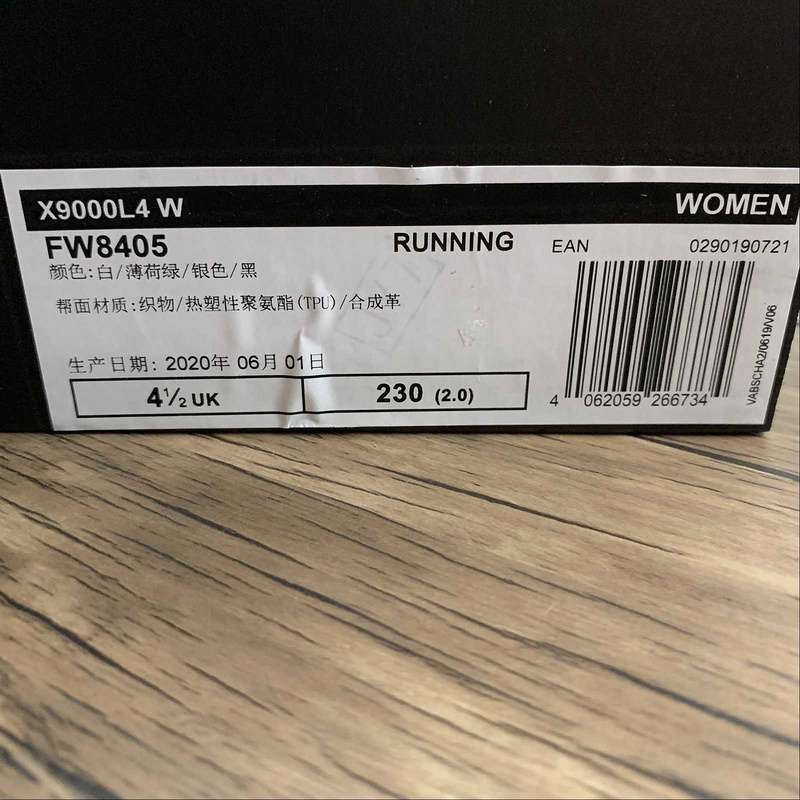 X9000L4 W WOMEN
FW8405 RUNNING EAN 0290190721
颜色:白/薄荷绿/银色/黑
帮面材质:织物/热塑性聚氨酯(TPU)/合成革
生产日期: 2020年 06月 01日
4½ UK 230 (2.0)
4 062059 266734
VABSCHA2/0619/V06